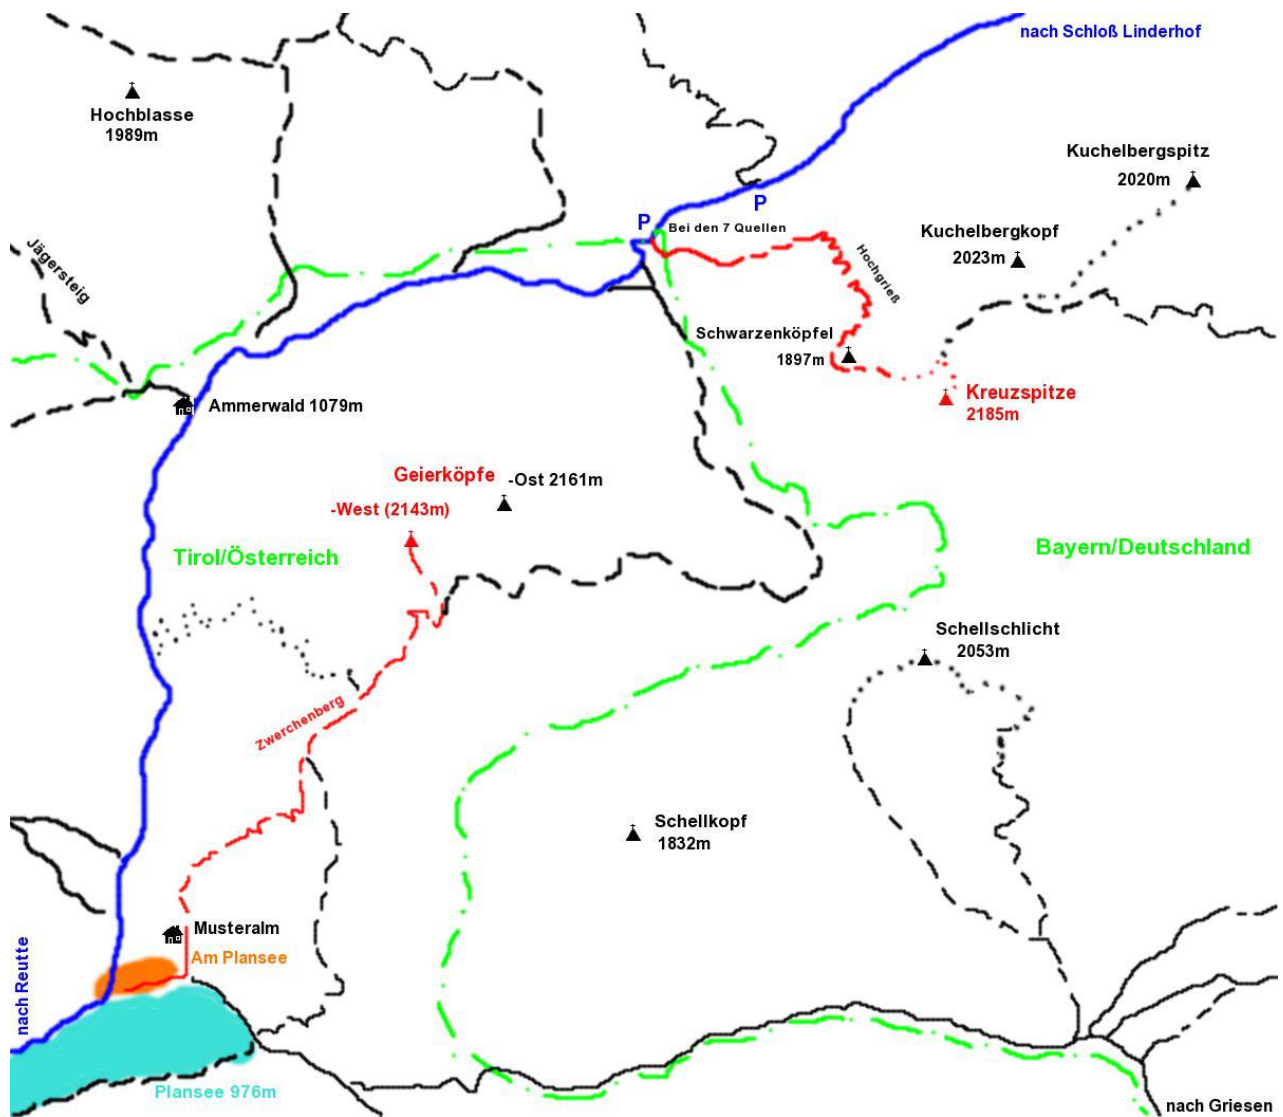 nach Schloß Linderhof
Hochblasse
1989m
Kuchelbergspitz
2020m
P
P
Bei den 7 Quellen
Kuchelbergkopf
2023m
Jägersteig
Hochgrieß
Schwarzenköpfel
1897m
Kreuzspitze
2185m
Ammerwald 1079m
Geierköpfe
-Ost 2161m
-West (2143m)
Tirol/Österreich
Bayern/Deutschland
Schellschlicht
2053m
Zwerchenberg
Schellkopf
1832m
Musteralm
Am Plansee
nach Reutte
Plansee 976m
nach Griesen